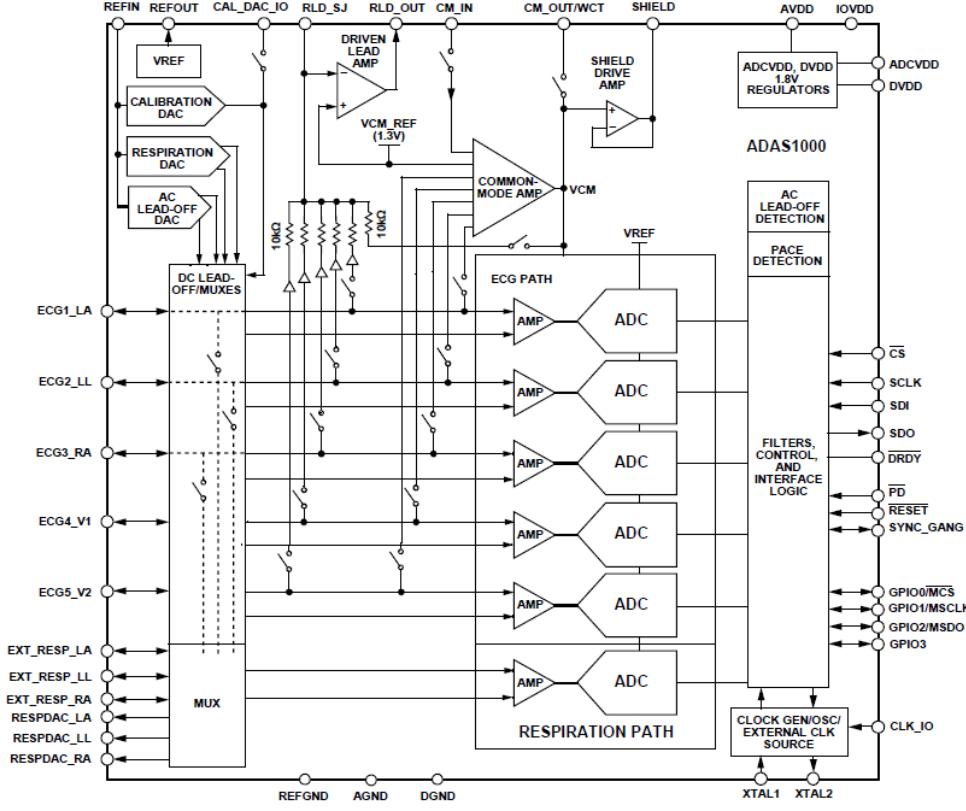 REFIN
REFOUT
CAL_DAC_IO
RLD_SJ
RLD_OUT
CM_IN
CM_OUT/WCT
SHIELD
AVDD
IOVDD
VREF
DRIVEN
LEAD
AMP
SHIELD
DRIVE
AMP
ADCVDD, DVDD
1.8V
REGULATORS
ADCVDD
DVDD
CALIBRATION
DAC
VCM_REF
(1.3V)
ADAS1000
RESPIRATION
DAC
COMMON-
MODE AMP
VCM
AC
LEAD-OFF
DAC
10kΩ
10kΩ
AC
LEAD-OFF
DETECTION
VREF
PACE
DETECTION
DC LEAD-
OFF/MUXES
ECG PATH
ECG1_LA
AMP
ADC
CS
ECG2_LL
AMP
ADC
SCLK
SDI
SDO
ECG3_RA
AMP
ADC
FILTERS,
CONTROL,
AND
INTERFACE
LOGIC
DRDY
PD
RESET
ECG4_V1
AMP
ADC
SYNC_GANG
ECG5_V2
AMP
ADC
GPIO0/MCS
GPIO1/MSCLK
GPIO2/MSDO
GPIO3
EXT_RESP_LA
EXT_RESP_LL
EXT_RESP_RA
MUX
AMP
ADC
RESPDAC_LA
RESPDAC_LL
RESPDAC_RA
RESPIRATION PATH
CLOCK GEN/OSC/
EXTERNAL CLK
SOURCE
CLK_IO
REFGND
AGND
DGND
XTAL1
XTAL2